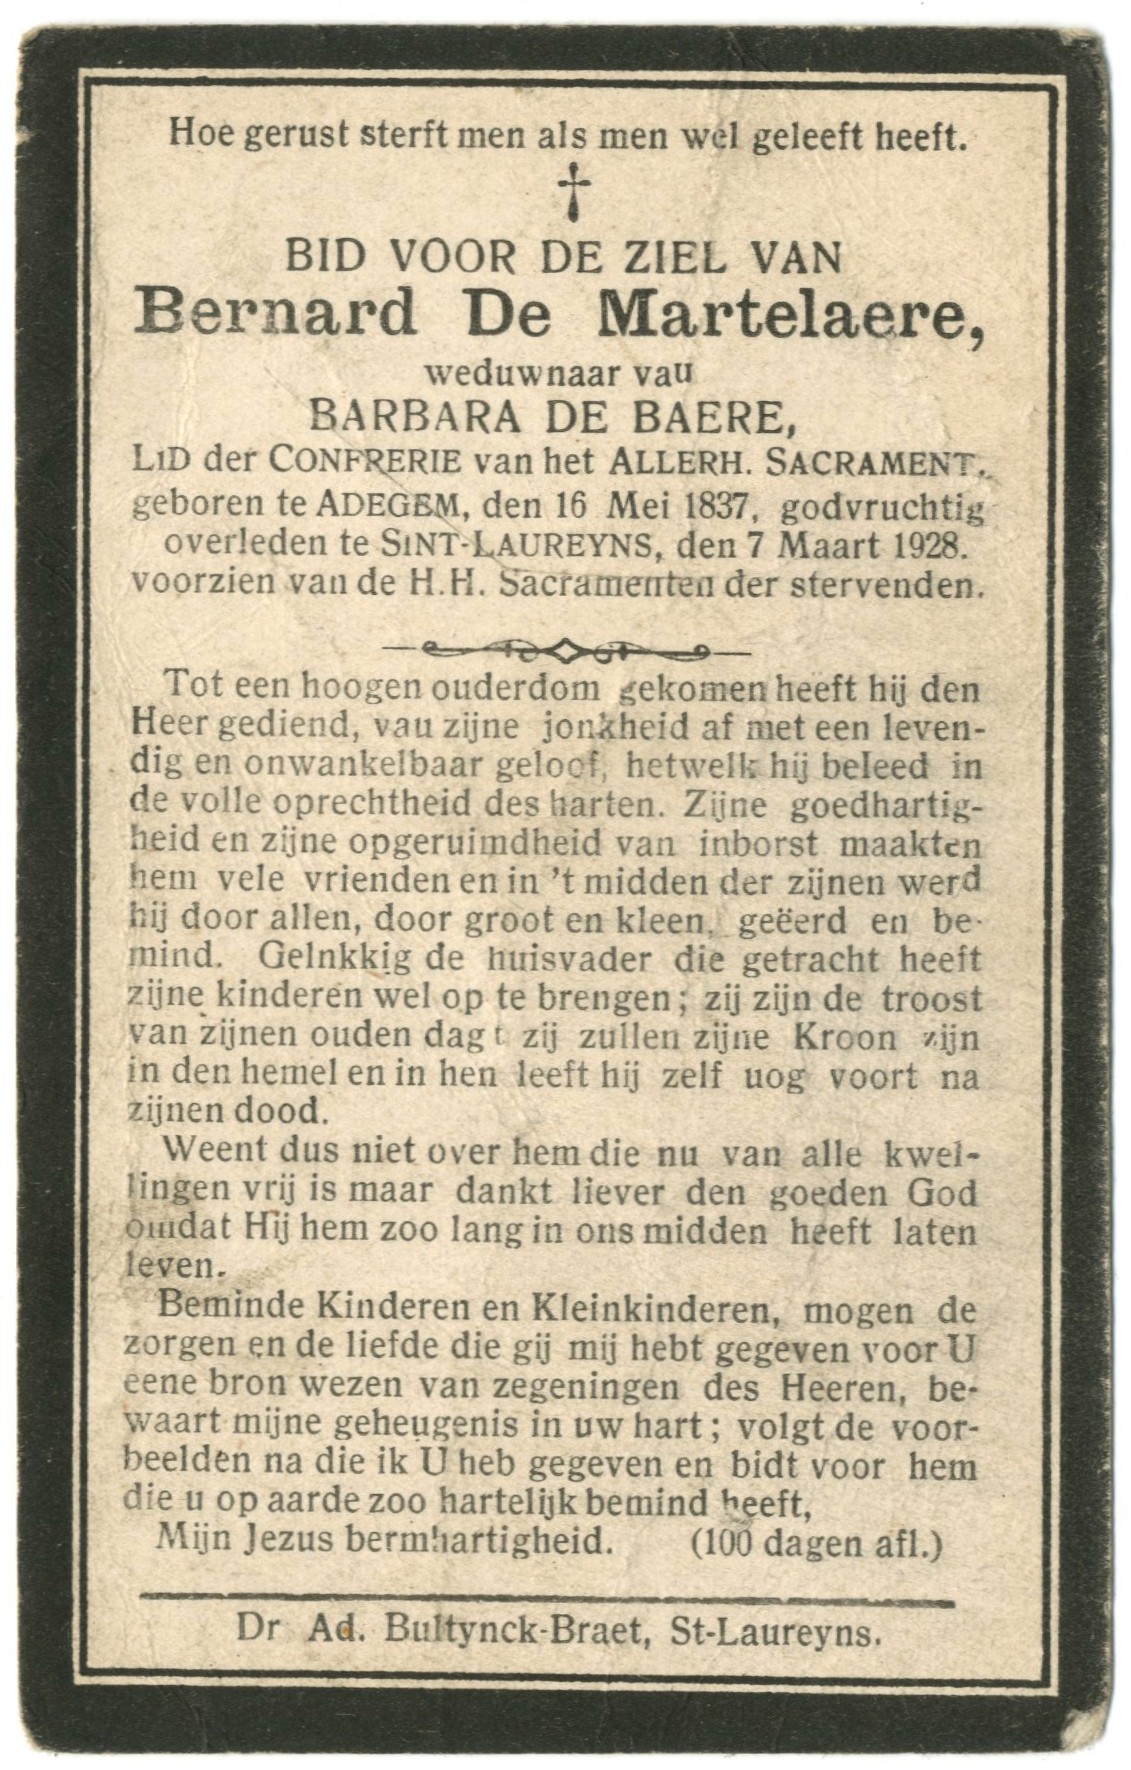 Hoe gerust sterft men als men wel geleeft heeft.
BID VOOR DE ZIEL VAN
Bernard De Martelaere,
weduwnaar vau
BARBARA DE BAERE,
LID der CONFRERIE van het ALLERH. SACRAMENT.
geboren te ADEGEM, den 16 Mei 1837, godvruchtig
overleden te SINT-LAUREYNS, den 7 Maart 1928.
voorzien van de H.H. Sacramenten der stervenden.
Tot een hoogen ouderdom gekomen heeft hij den
Heer gediend, vau zijne jonkheid af met een leven-
dig en onwankelbaar geloof, hetwelk hij beleed in
de volle oprechtheid des harten. Zijne goedhartig-
heid en zijne opgeruimdheid van inborst maakten
hem vele vrienden en in 't midden der zijnen werd
hij door allen, door groot en kleen, geëerd en be-
mind. Gelnkkig de huisvader die getracht heeft
zijne kinderen wel op te brengen; zij zijn de troost
van zijnen ouden dag t zij zullen zijne Kroon zijn
in den hemel en in hen leeft hij zelf uog voort na
zijnen dood.
Weent dus niet over hem die nu van alle kwel-
lingen vrij is maar dankt liever den goeden God
omdat Hij hem zoo lang in ons midden heeft laten
leven.
Beminde Kinderen en Kleinkinderen, mogen de
zorgen en de liefde die gij mij hebt gegeven voor U
eene bron wezen van zegeningen des Heeren, be-
waart mijne geheugenis in uw hart; volgt de voor-
beelden na die ik U heb gegeven en bidt voor hem
die u op aarde zoo hartelijk bemind heeft,
Mijn Jezus bermhartigheid. (100 dagen afl.)
Dr Ad. Bultynck-Braet, St-Laureyns.